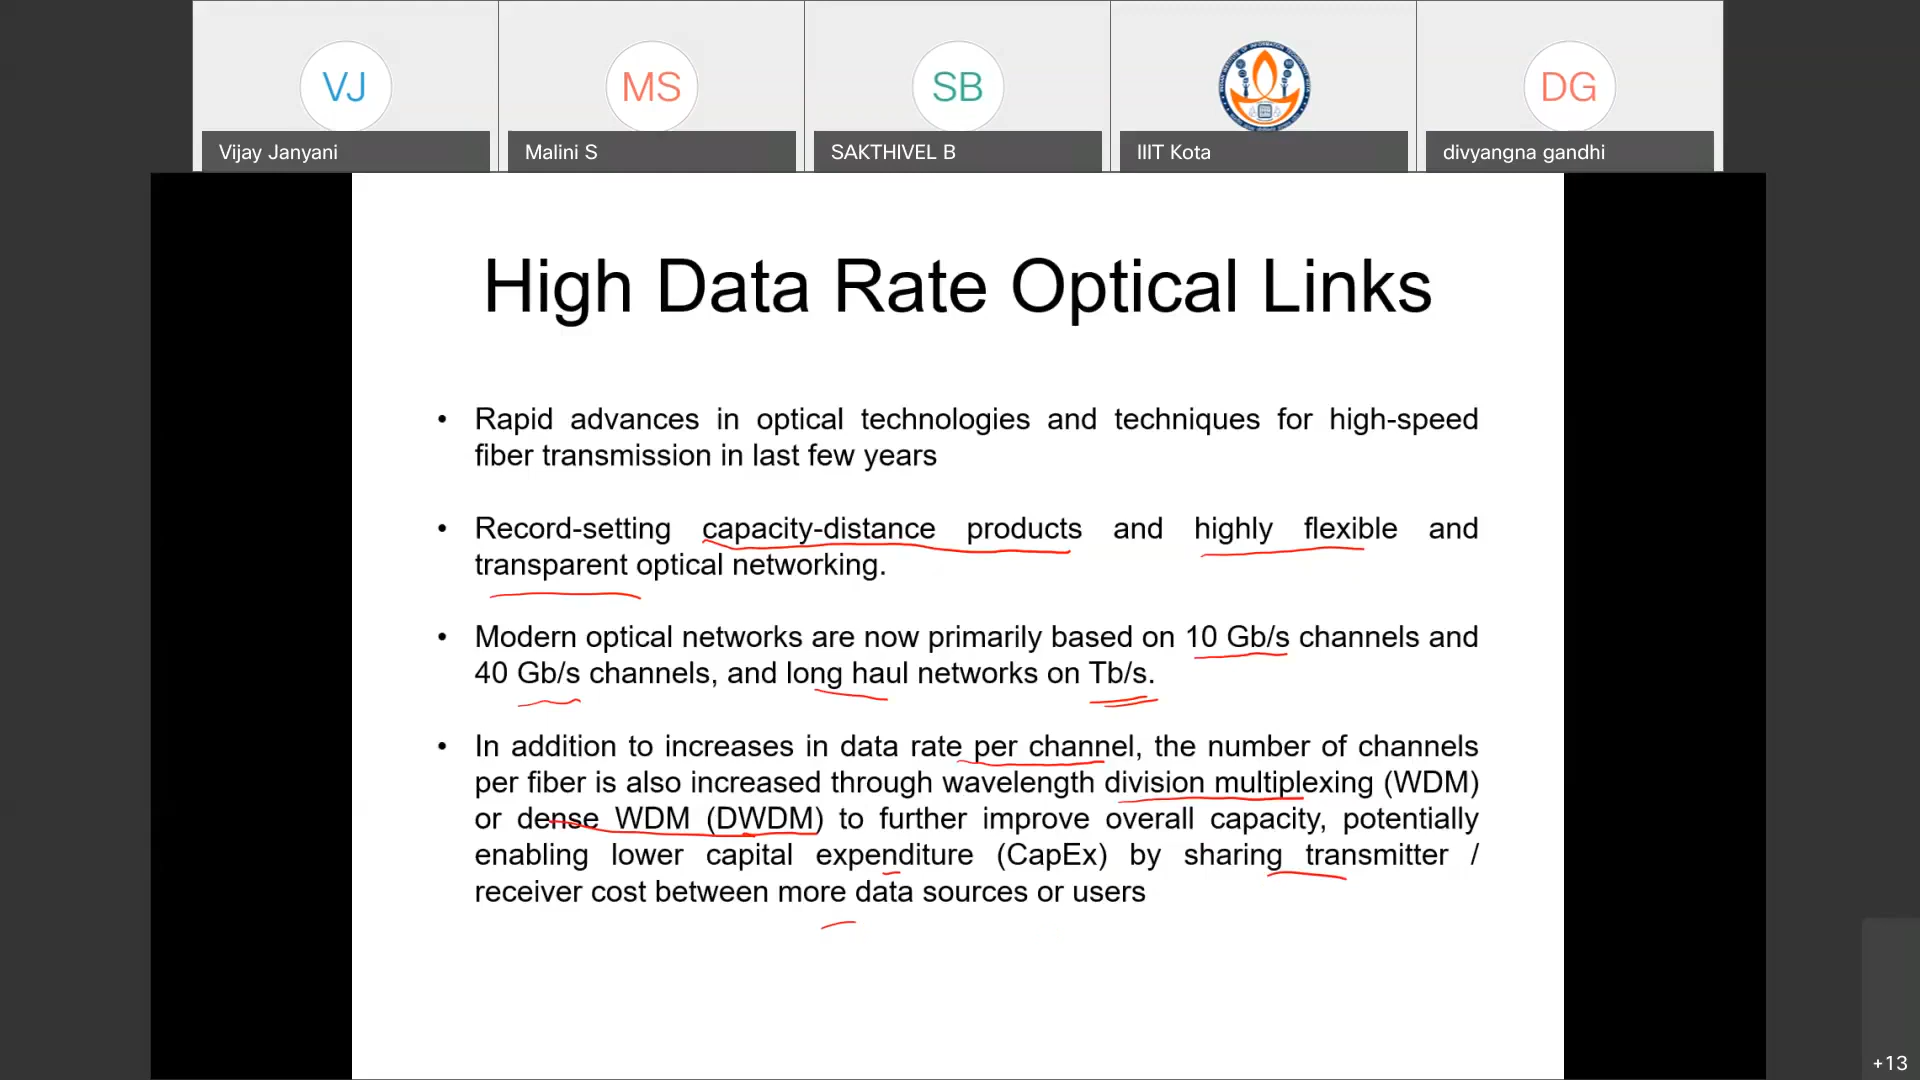 VJ
MS
SB
DG
Vijay Janyani
Malini S
SAKTHIVEL B
IIIT Kota
divyangna gandhi
High Data Rate Optical Links
• Rapid advances in optical technologies and techniques for high-speed
fiber transmission in last few years
• Record-setting capacity-distance products and highly flexible and
transparent optical networking.
• Modern optical networks are now primarily based on 10 Gb/s channels and
40 Gb/s channels, and long haul networks on Tb/s.
• In addition to increases in data rate per channel, the number of channels
per fiber is also increased through wavelength division multiplexing (WDM)
or dense WDM (DWDM) to further improve overall capacity, potentially
enabling lower capital expenditure (CapEx) by sharing transmitter /
receiver cost between more data sources or users
+13